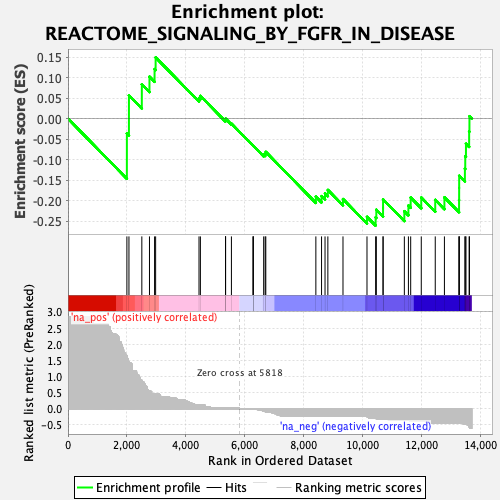 Enrichment plot:
REACTOME_SIGNALING_BY_FGFR_IN_DISEASE
Enrichment score (ES)
0.15
0.10
0.05
0.00
-0.05
-0.10
-0.15
-0.20
-0.25
'na_pos' (positively correlated)
Ranked list metric (PreRanked)
3.0
2.5
2.0
1.5
1.0
0.5
0.0
-0.5
Zero cross at 5818
'na_neg' (negatively correlated)
0
2,000
4,000
6,000
8,000
10,000
12,000
14,000
Rank in Ordered Dataset
Enrichment profile
Hits
Ranking metric scores